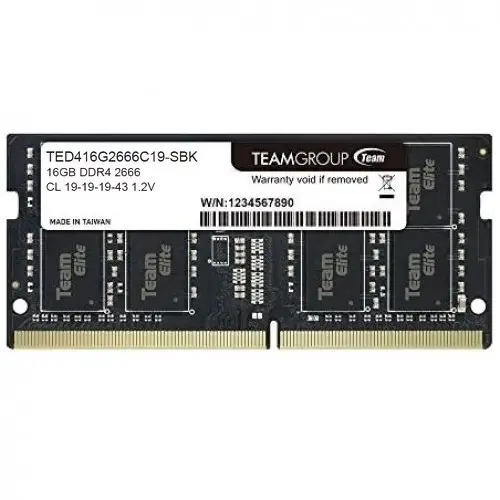 TED416G2666C19-SBK
16GB DDR4 2666
CL 19-19-19-43 1.2V
MADE IN TAIWAN
TEAMGROUP Team
Warranty void if removed
W/N:1234567890
Team Elite
Team Elite
Team Elite
Team Elite